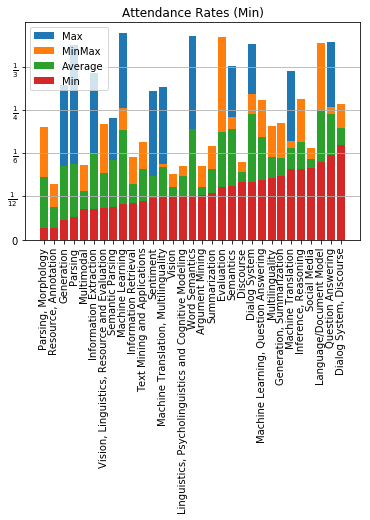 Attendance Rates (Min)
Max
MinMax
Average
Min
1/3
1/4
1/6
1/12
0
Parsing, Morphology
Resource, Annotation
Generation
Parsing
Multimodal
Information Extraction
Vision, Linguistics, Resource and Evaluation
Semantic Parsing
Machine Learning
Information Retrieval
Text Mining and Applications
Sentiment
Machine Translation, Multilinguality
Vision
Linguistics, Psycholinguistics and Cognitive Modeling
Word Semantics
Argument Mining
Summarization
Evaluation
Semantics
Discourse
Dialog System
Machine Learning, Question Answering
Multilinguality
Generation, Summarization
Machine Translation
Inference, Reasoning
Social Media
Language/Document Model
Question Answering
Dialog System, Discourse